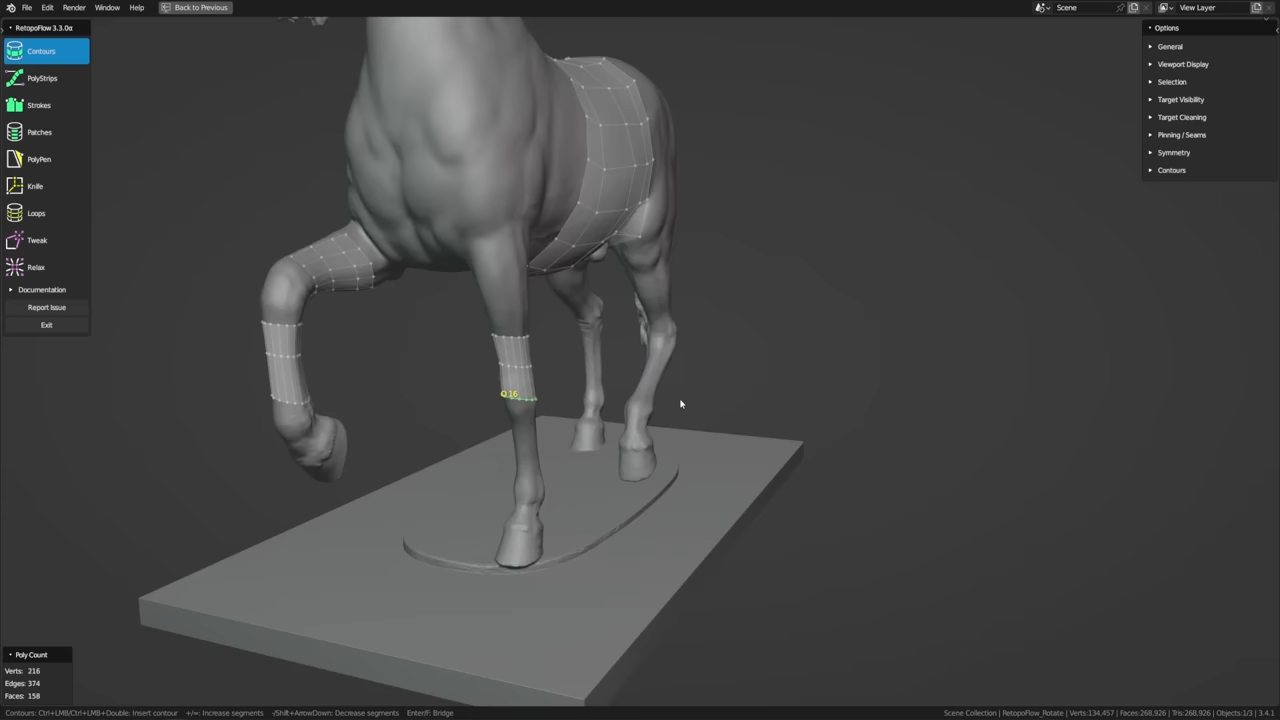 File Edit Render Window Help Back to Previous Scene View Layer
RetopoFlow 3.3.0α
Contours
PolyStrips
Strokes
Patches
PolyPen
Knife
Loops
Tweak
Relax
Documentation
Report Issue
Exit
Options
General
Viewport Display
Selection
Target Visibility
Target Cleaning
Pinning / Seams
Symmetry
Contours
O 16
Poly Count
Verts: 216
Edges: 374
Faces: 158
Contours: Ctrl+LMB/Ctrl+LMB+Double: Insert contour +/=: Increase segments -/Shift+ArrowDown: Decrease segments Enter/F: Bridge
Scene Collection | RetopoFlow_Rotate | Verts:134,457 | Faces:268,926 | Tris:268,926 | Objects:1/3 | 3.4.1